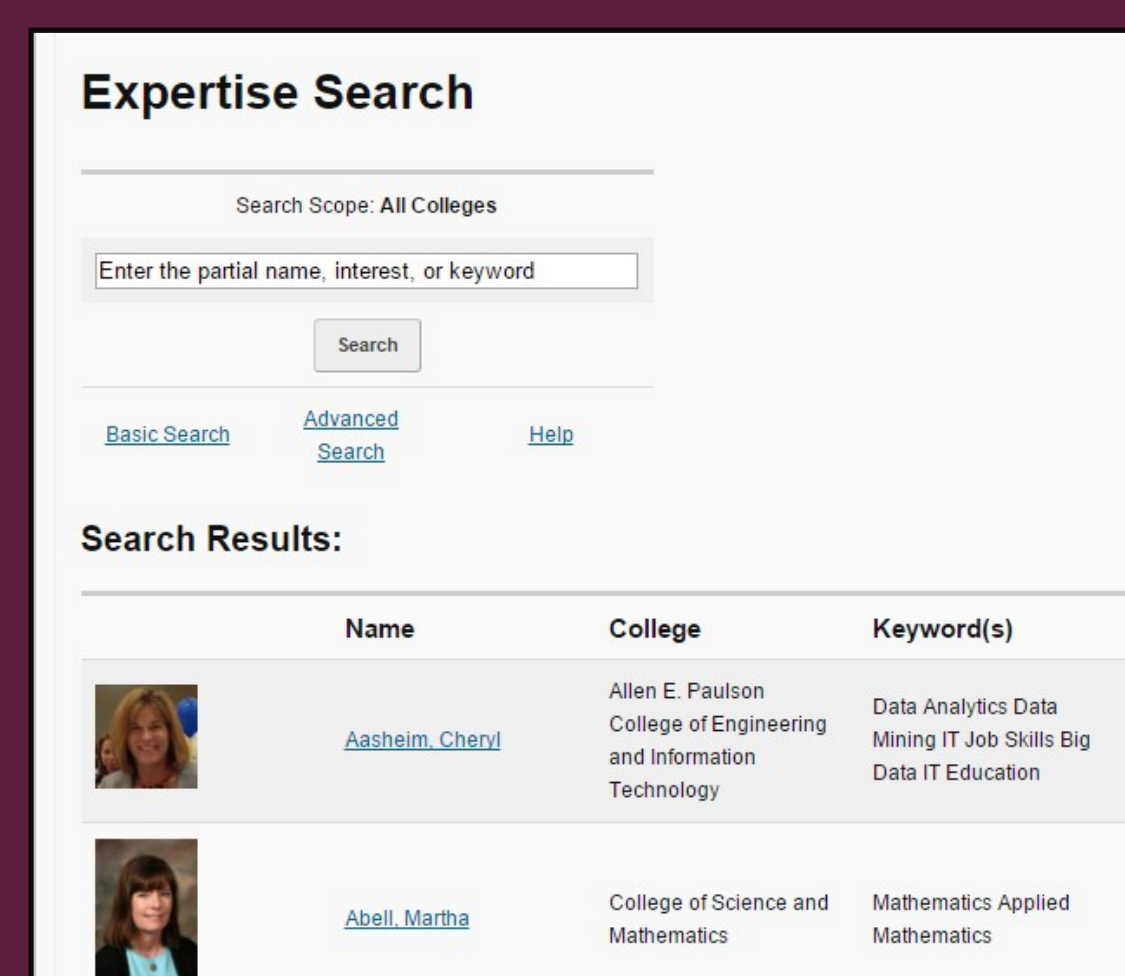 Expertise Search
Search Scope: All Colleges
Enter the partial name, interest, or keyword
Search
Basic Search
Advanced
Search
Help
Search Results:
Name College Keyword(s)
Aasheim, Cheryl
Allen E. Paulson
College of Engineering
and Information
Technology
Data Analytics Data
Mining IT Job Skills Big
Data IT Education
Abell, Martha
College of Science and
Mathematics
Mathematics Applied
Mathematics